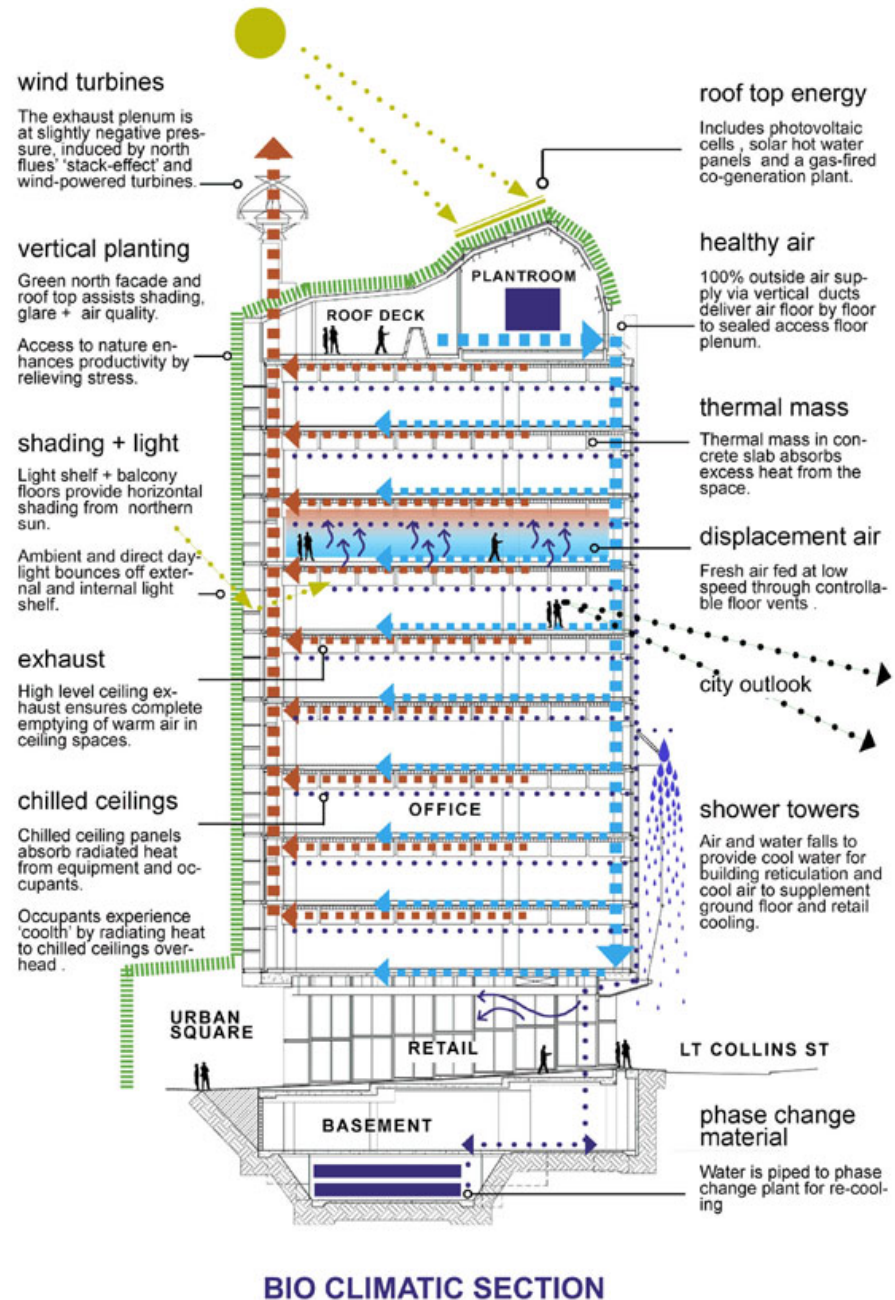 wind turbines
The exhaust plenum is
at slightly negative pres-
sure, induced by north
flues' 'stack-effect' and
wind-powered turbines.
vertical planting
Green north facade and
roof top assists shading,
glare + air quality.
Access to nature en-
hances productivity by
relieving stress.
shading + light
Light shelf + balcony
floors provide horizontal
shading from northern
sun.
Ambient and direct day-
light bounces off exter-
nal and internal light
shelf.
exhaust
High level ceiling ex-
haust ensures complete
emptying of warm air in
ceiling spaces.
chilled ceilings
Chilled ceiling panels
absorb radiated heat
from equipment and oc-
cupants.
Occupants experience
'coolth' by radiating heat
to chilled ceilings over-
head .
PLANTROOM
ROOF DECK
OFFICE
URBAN
SQUARE
RETAIL
LT COLLINS ST
BASEMENT
roof top energy
Includes photovoltaic
cells , solar hot water
panels and a gas-fired
co-generation plant.
healthy air
100% outside air sup-
ply via vertical ducts
deliver air floor by floor
to sealed access floor
plenum.
thermal mass
Thermal mass in con-
crete slab absorbs
excess heat from the
space.
displacement air
Fresh air fed at low
speed through controlla-
ble floor vents .
city outlook
shower towers
Air and water falls to
provide cool water for
building reticulation and
cool air to supplement
ground floor and retail
cooling.
phase change
material
Water is piped to phase
change plant for re-cool-
ing
BIO CLIMATIC SECTION